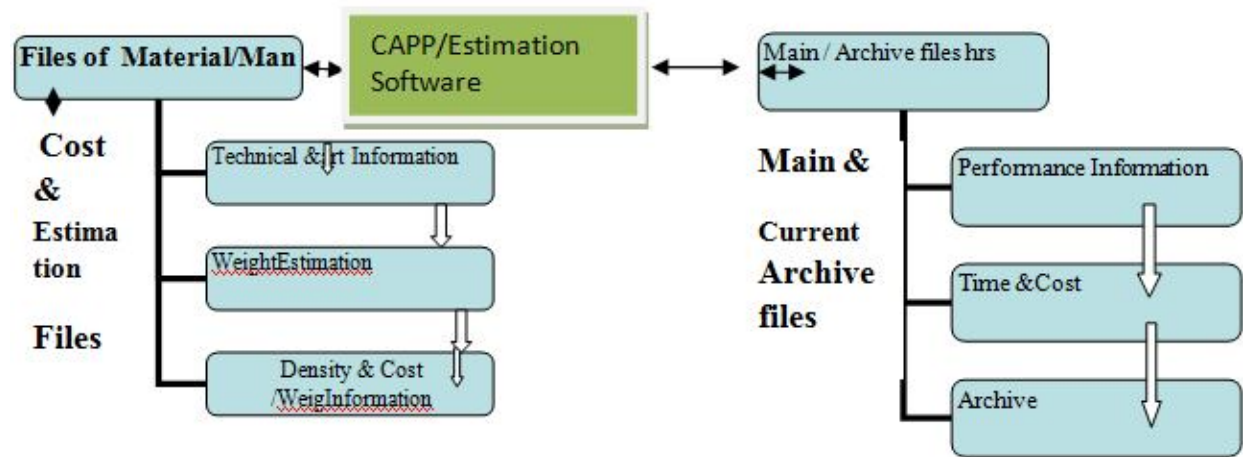 Files of Material/Man
CAPP/Estimation
Software
Main / Archive files hrs
Cost
&
Estima
tion
Files
Technical &rt Information
WeightEstimation
Density & Cost
/WeigInformation
Main &
Current
Archive
files
Performance Information
Time &Cost
Archive